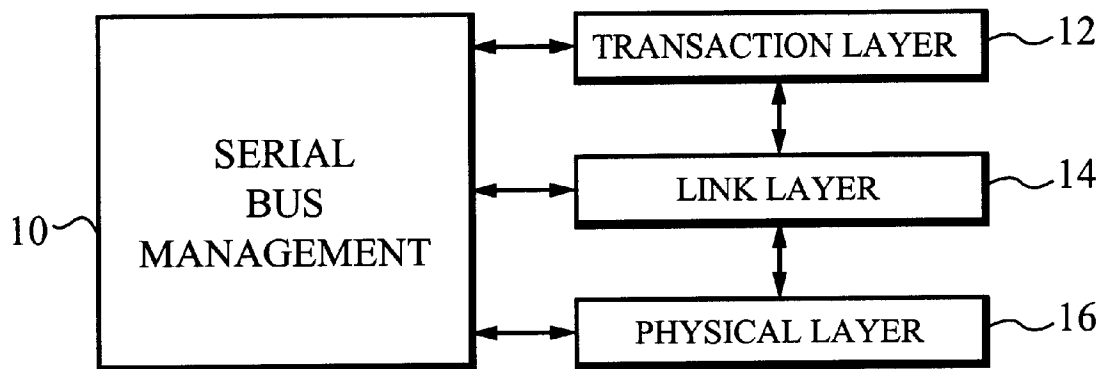 TRANSACTION LAYER
12
SERIAL
BUS
MANAGEMENT
10
LINK LAYER
14
PHYSICAL LAYER
16